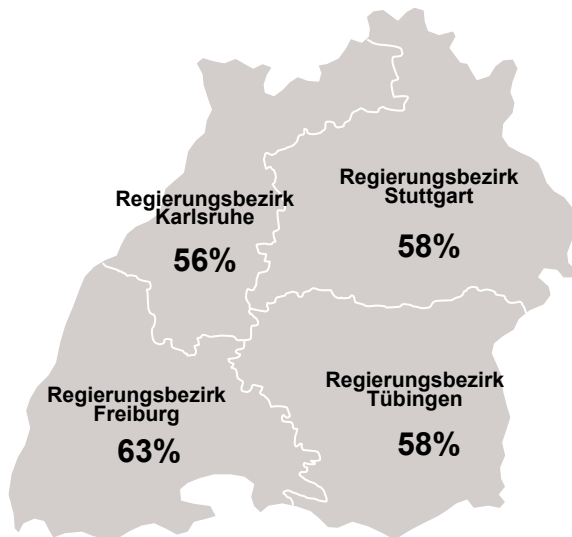 Regierungsbezirk
Stuttgart
58%
Regierungsbezirk
Karlsruhe
56%
Regierungsbezirk
Tübingen
58%
Regierungsbezirk
Freiburg
63%